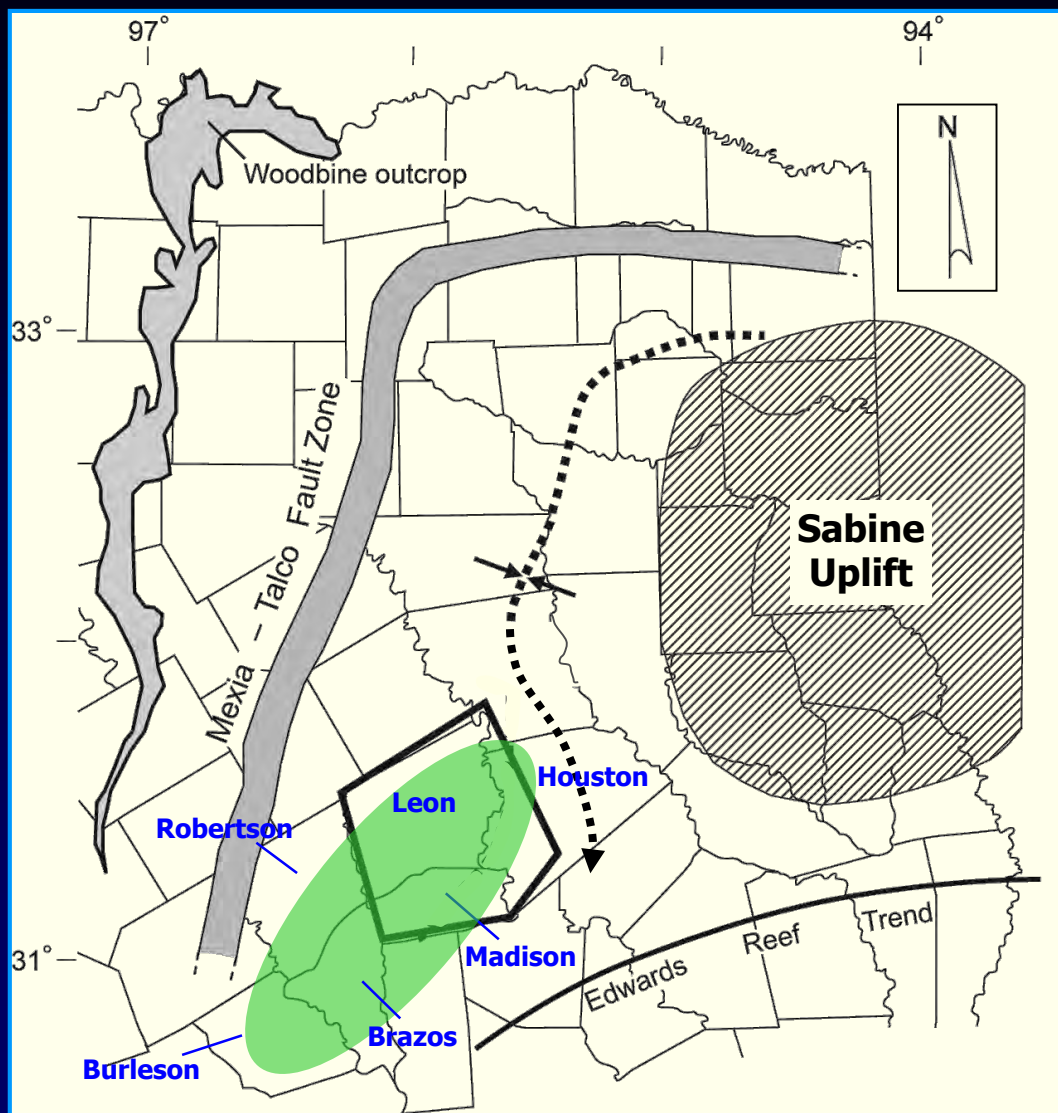 97°
94°
N
Woodbine outcrop
33°
Mexia – Talco Fault Zone
Sabine
Uplift
Houston
Leon
Robertson
31°
Madison
Edwards Reef Trend
Brazos
Burleson